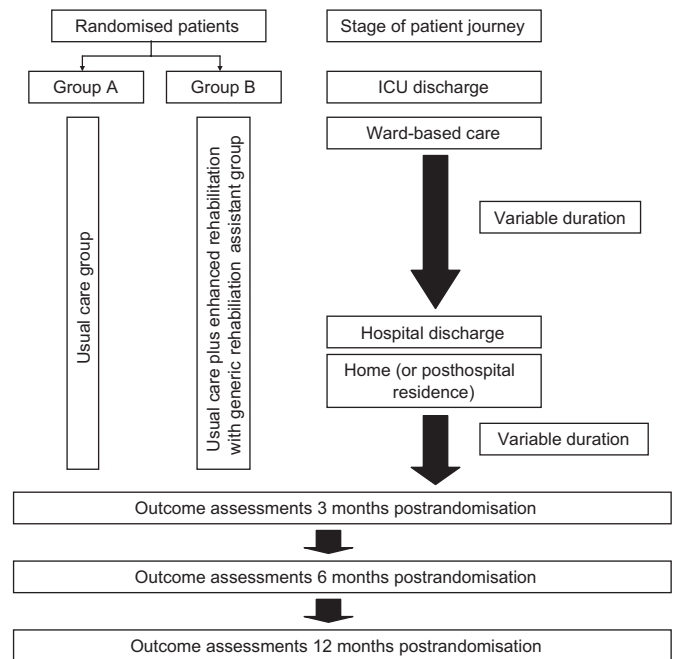 Randomised patients
Stage of patient journey
Group A
Group B
ICU discharge
Ward-based care
Usual care group
Usual care plus enhanced rehabilitation
with generic rehabiliation assistant group
Variable duration
Hospital discharge
Home (or posthospital
residence)
Variable duration
Outcome assessments 3 months postrandomisation
Outcome assessments 6 months postrandomisation
Outcome assessments 12 months postrandomisation